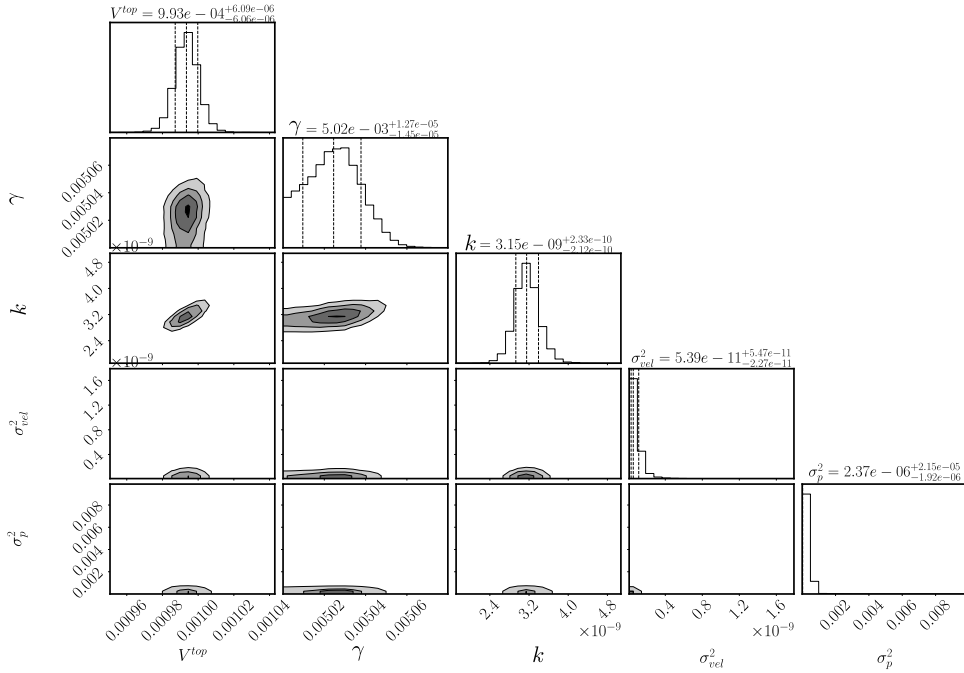 V^{top} = 9.93e − 04^{+6.09e−06}_{−6.06e−06}
γ = 5.02e − 03^{+1.27e−05}_{−1.45e−05}
0.00506
0.00504
0.00502
γ
×10^{−9}
k = 3.15e − 09^{+2.33e−10}_{−2.12e−10}
4.8
4.0
3.2
2.4
k
×10^{−9}
σ^2_{vel} = 5.39e − 11^{+5.47e−11}_{−2.27e−11}
1.6
1.2
0.8
0.4
σ^2_{vel}
σ^2_p = 2.37e − 06^{+2.15e−05}_{−1.92e−06}
0.008
0.006
0.004
0.002
σ^2_p
0.00096 0.00098 0.00100 0.00104 0.00502 0.00504 0.00506 2.4 3.2 4.0 4.8 0.8 1.2 1.6 0.002 0.004 0.006 0.008
×10^{−9} ×10^{−9}
V^{top} γ k σ^2_{vel} σ^2_p